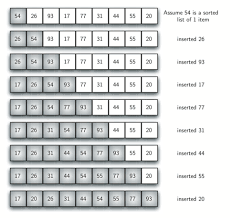 54 26 93 17 77 31 44 55 20 Assume 54 is a sorted
list of 1 item
26 54 93 17 77 31 44 55 20 inserted 26
26 54 93 17 77 31 44 55 20 inserted 93
17 26 54 93 77 31 44 55 20 inserted 17
17 26 54 77 93 31 44 55 20 inserted 77
17 26 31 54 77 93 44 55 20 inserted 31
17 26 31 44 54 77 93 55 20 inserted 44
17 26 31 44 54 55 77 93 20 inserted 55
17 20 26 31 44 54 55 77 93 inserted 20